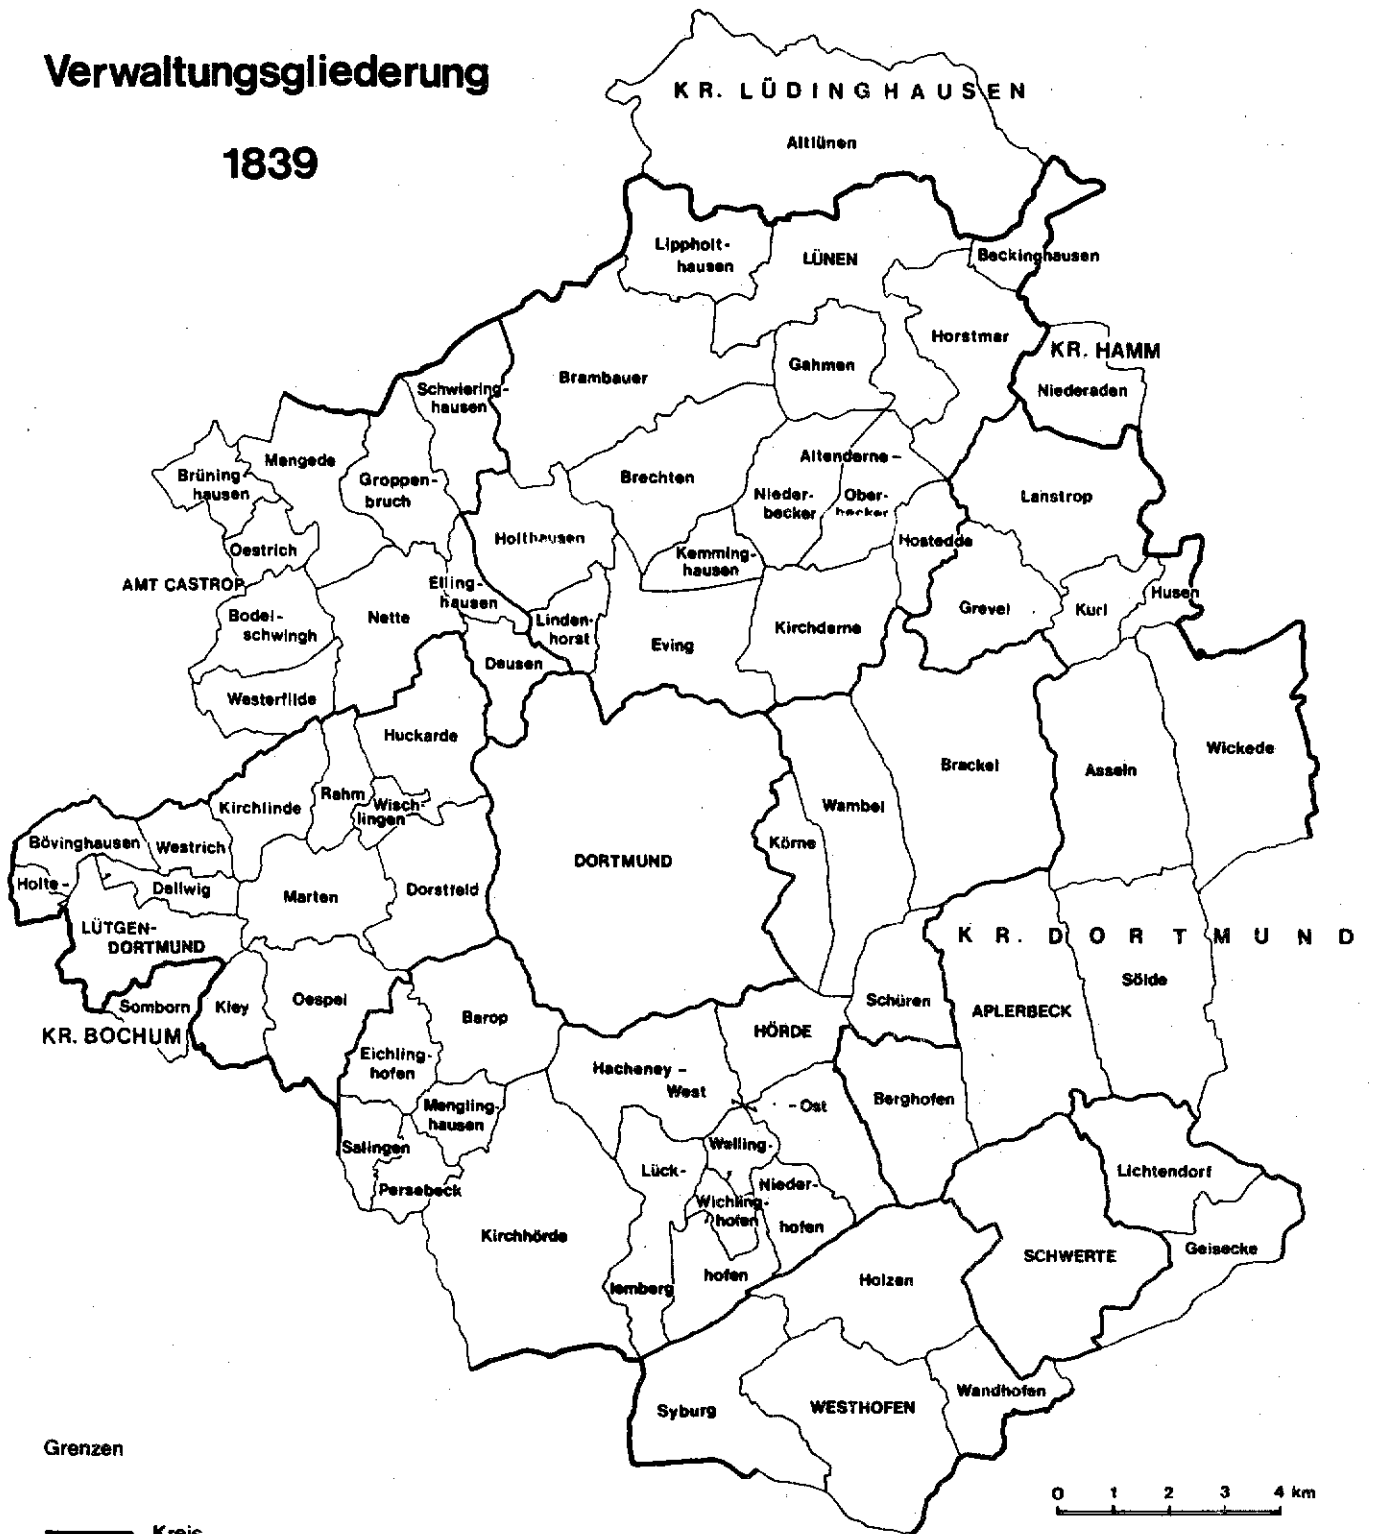 Verwaltungsgliederung
1839
KR. LÜDINGHAUSEN
Altlünen
Lippholt-
hausen
LÜNEN
Beckinghausen
Horstmar
KR. HAMM
Niederaden
Gahmen
Brambauer
Schwiering-
hausen
Mengede
Brüning
hausen
Groppen-
bruch
Brechten
Altenderne-
Nieder-
becker
Ober-
becker
Lanstrop
Oestrich
Holthausen
Kemming-
hausen
Hostedde
AMT CASTROP
Elling-
hausen
Husen
Bodel-
schwingh
Nette
Linden-
horst
Eving
Kirchderne
Grevel
Kurl
Deusen
Westerfilde
Huckarde
Brackel
Asseln
Wickede
Kirchlinde
Rahm
Wisch-
lingen
Wambel
Bövinghausen
Westrich
Körne
DORTMUND
Holte-
Dellwig
Marten
Dorstfeld
LÜTGEN-
DORTMUND
KR. DORTMUND
Somborn
Kley
Oespel
Barop
Schüren
APLERBECK
Sölde
KR. BOCHUM
HÖRDE
Eichling-
hofen
Hacheney-
West
-Ost
Berghofen
Mengling-
hausen
Salingen
Welling-
Persebeck
Lück-
Nieder-
Lichtendorf
Wichling-
hofen
hofen
Kirchhörde
Geisecke
SCHWERTE
lemberg
hofen
Holzen
Wandhofen
Syburg
WESTHOFEN
Grenzen
0 1 2 3 4 km
Kreis